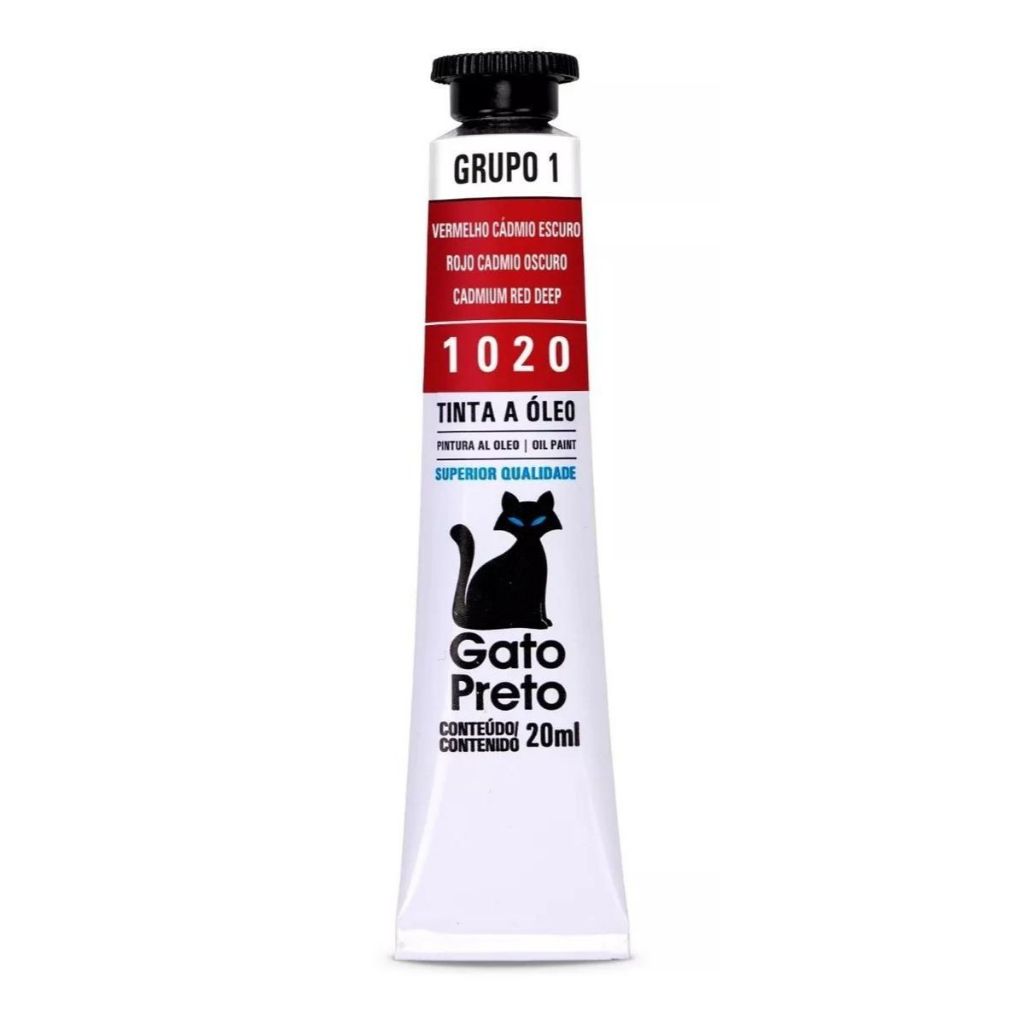 GRUPO 1
VERMELHO CÁDMIO ESCURO
ROJO CADMIO OSCURO
CADMIUM RED DEEP
1020
TINTA A ÓLEO
PINTURA AL OLEO | OIL PAINT
SUPERIOR QUALIDADE
Gato
Preto
CONTEÚDO/
CONTENIDO 20ml